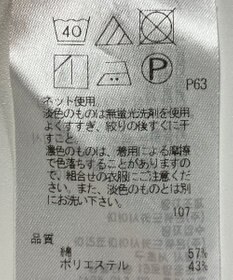 40
P
P63
ネット使用
淡色のものは無蛍光洗剤を使用
よくすすぎ、絞りの後すぐに干
すこと。
濃色のものは、着用による摩擦
で色落ちすることがありますの
で、組合せの衣服にご注意くださ
い。また、淡色のものとは別
にお洗い下さい。
107
品質
綿 57%
ポリエステル 43%